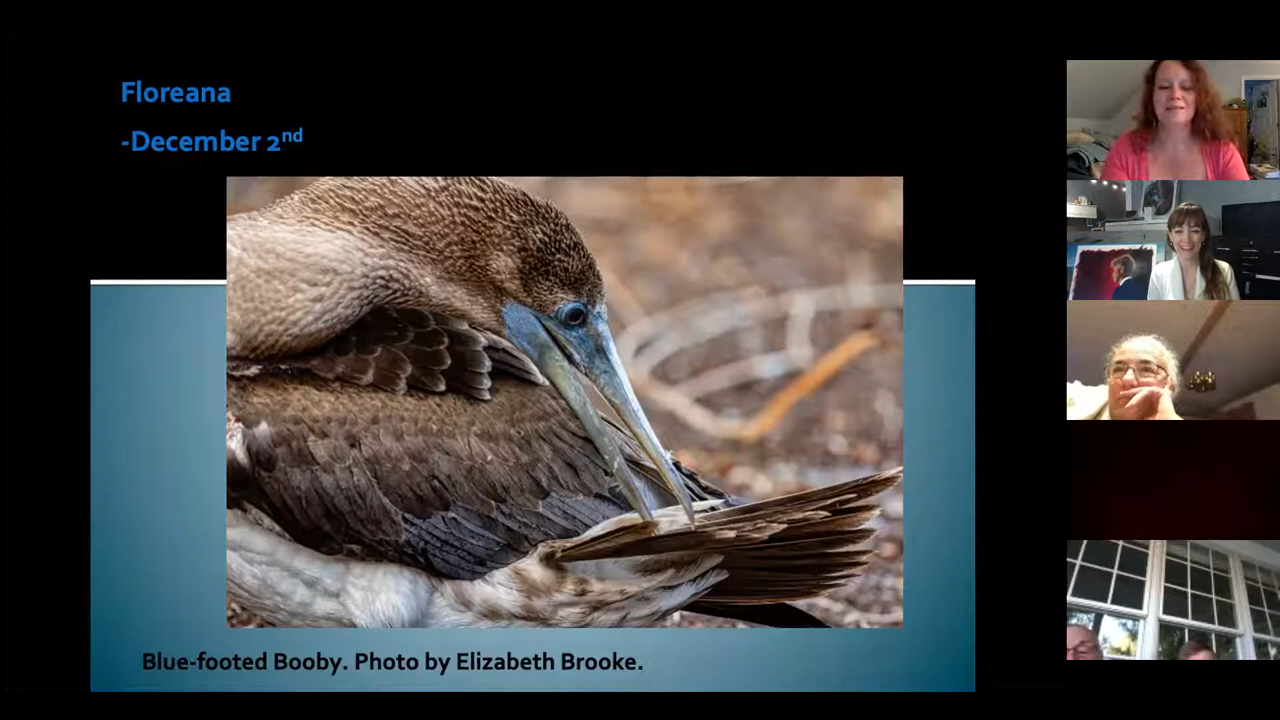 Floreana
-December 2nd
Blue-footed Booby. Photo by Elizabeth Brooke.